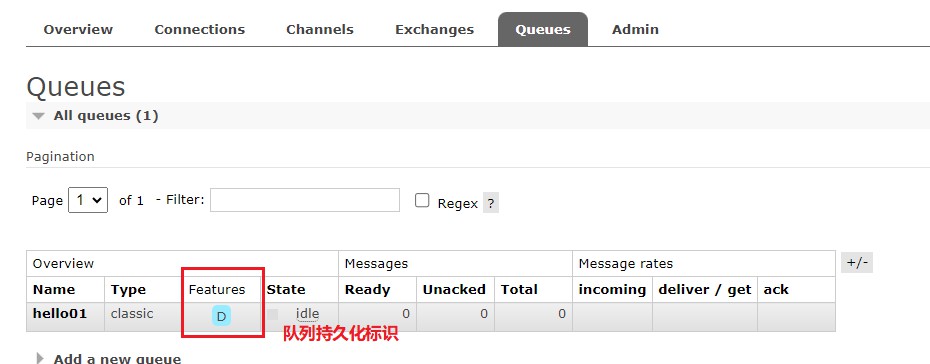 Overview Connections Channels Exchanges Queues Admin
Queues
All queues (1)
Pagination
Page 1 of 1 - Filter: Regex ?
Overview Messages Message rates +/-
Name Type Features State Ready Unacked Total incoming deliver / get ack
hello01 classic D idle 0 0 0
队列持久化标识
Add a new queue